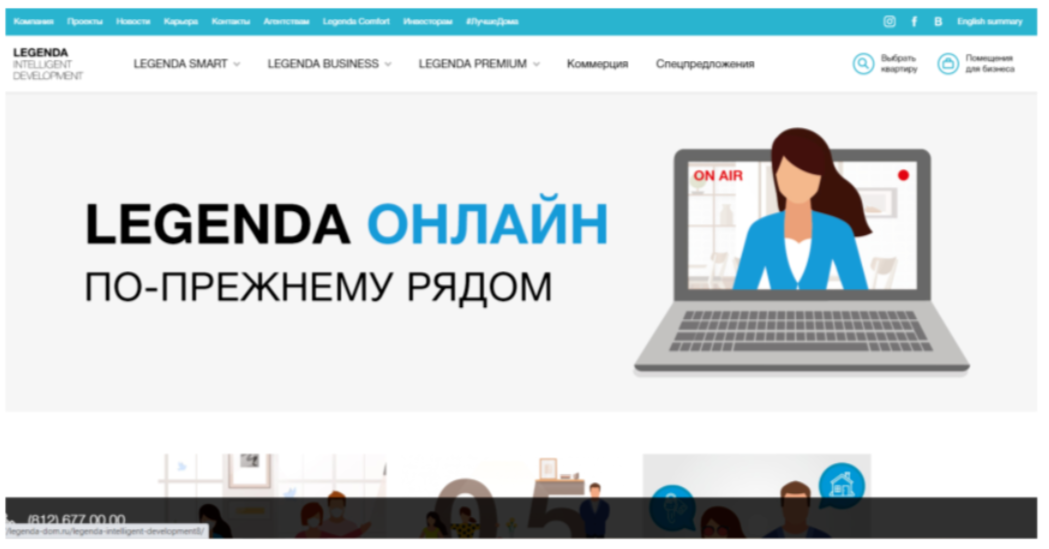 Компания Проекты Новости Карьера Контакты Агентствам Legenda Comfort Инвесторам #ЛучшеДома English summary
LEGENDA
INTELLIGENT
DEVELOPMENT
LEGENDA SMART LEGENDA BUSINESS LEGENDA PREMIUM Коммерция Спецпредложения
Выбрать
квартиру
Помещения
для бизнеса
ON AIR
LEGENDA ОНЛАЙН
ПО-ПРЕЖНЕМУ РЯДОМ
05
(812) 677 00 00
/legenda-dom.ru/legenda-intelligent-development8/